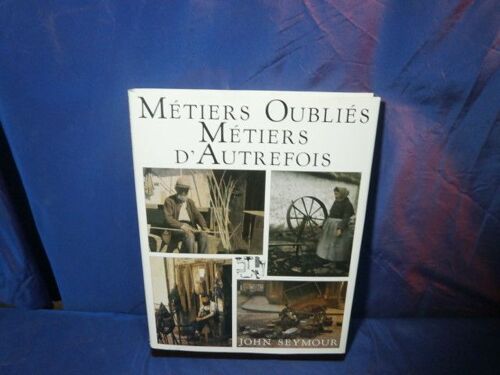 MÉTIERS OUBLIÉS
MÉTIERS
D'AUTREFOIS
JOHN SEYMOUR